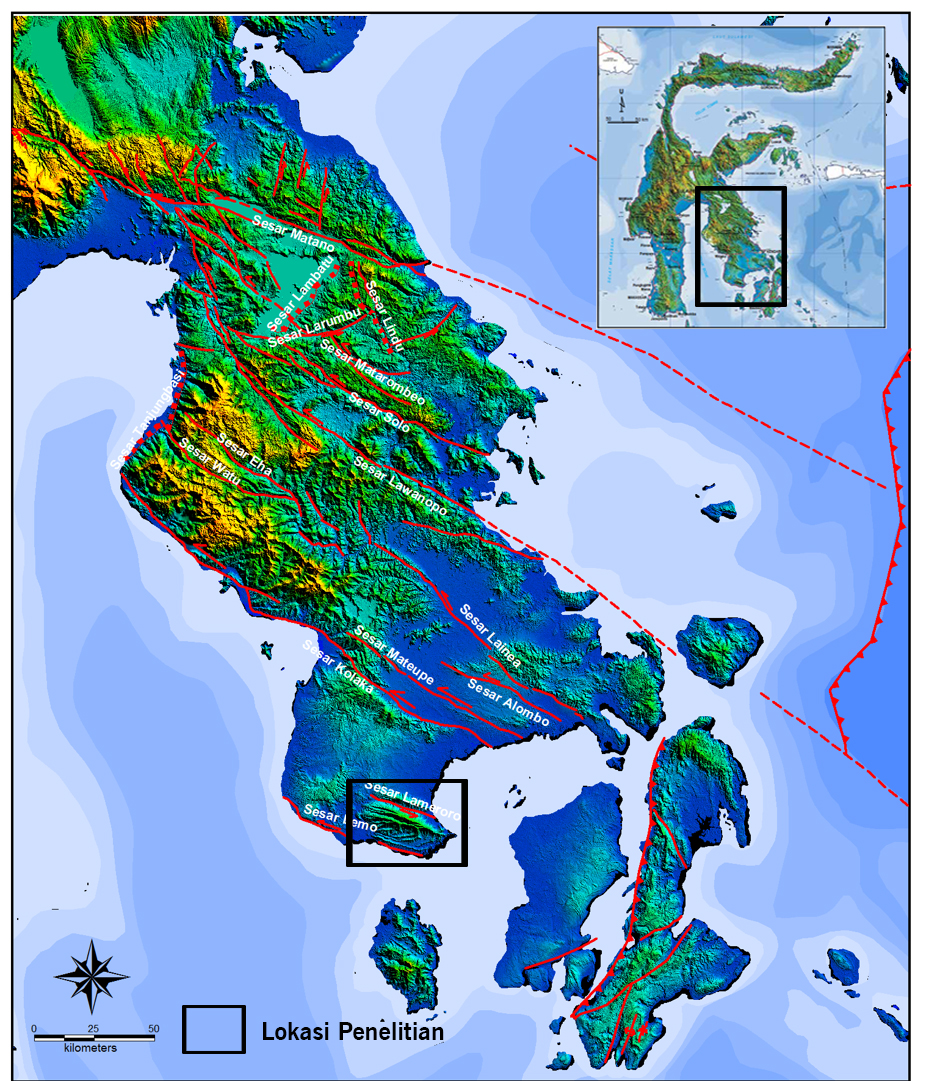 Sesar Matano
Sesar Lambatu
Sesar Lindu
Sesar Larumbu
Sesar Matarombeo
Sesar Tanjungbasi
Sesar Solo
Sesar Eha
Sesar Watu
Sesar Lawanopo
Sesar Lainea
Sesar Mateupe
Sesar Kolaka
Sesar Alombo
Sesar Lameroro
Sesar Lemo
0 25 50
kilometers
Lokasi Penelitian